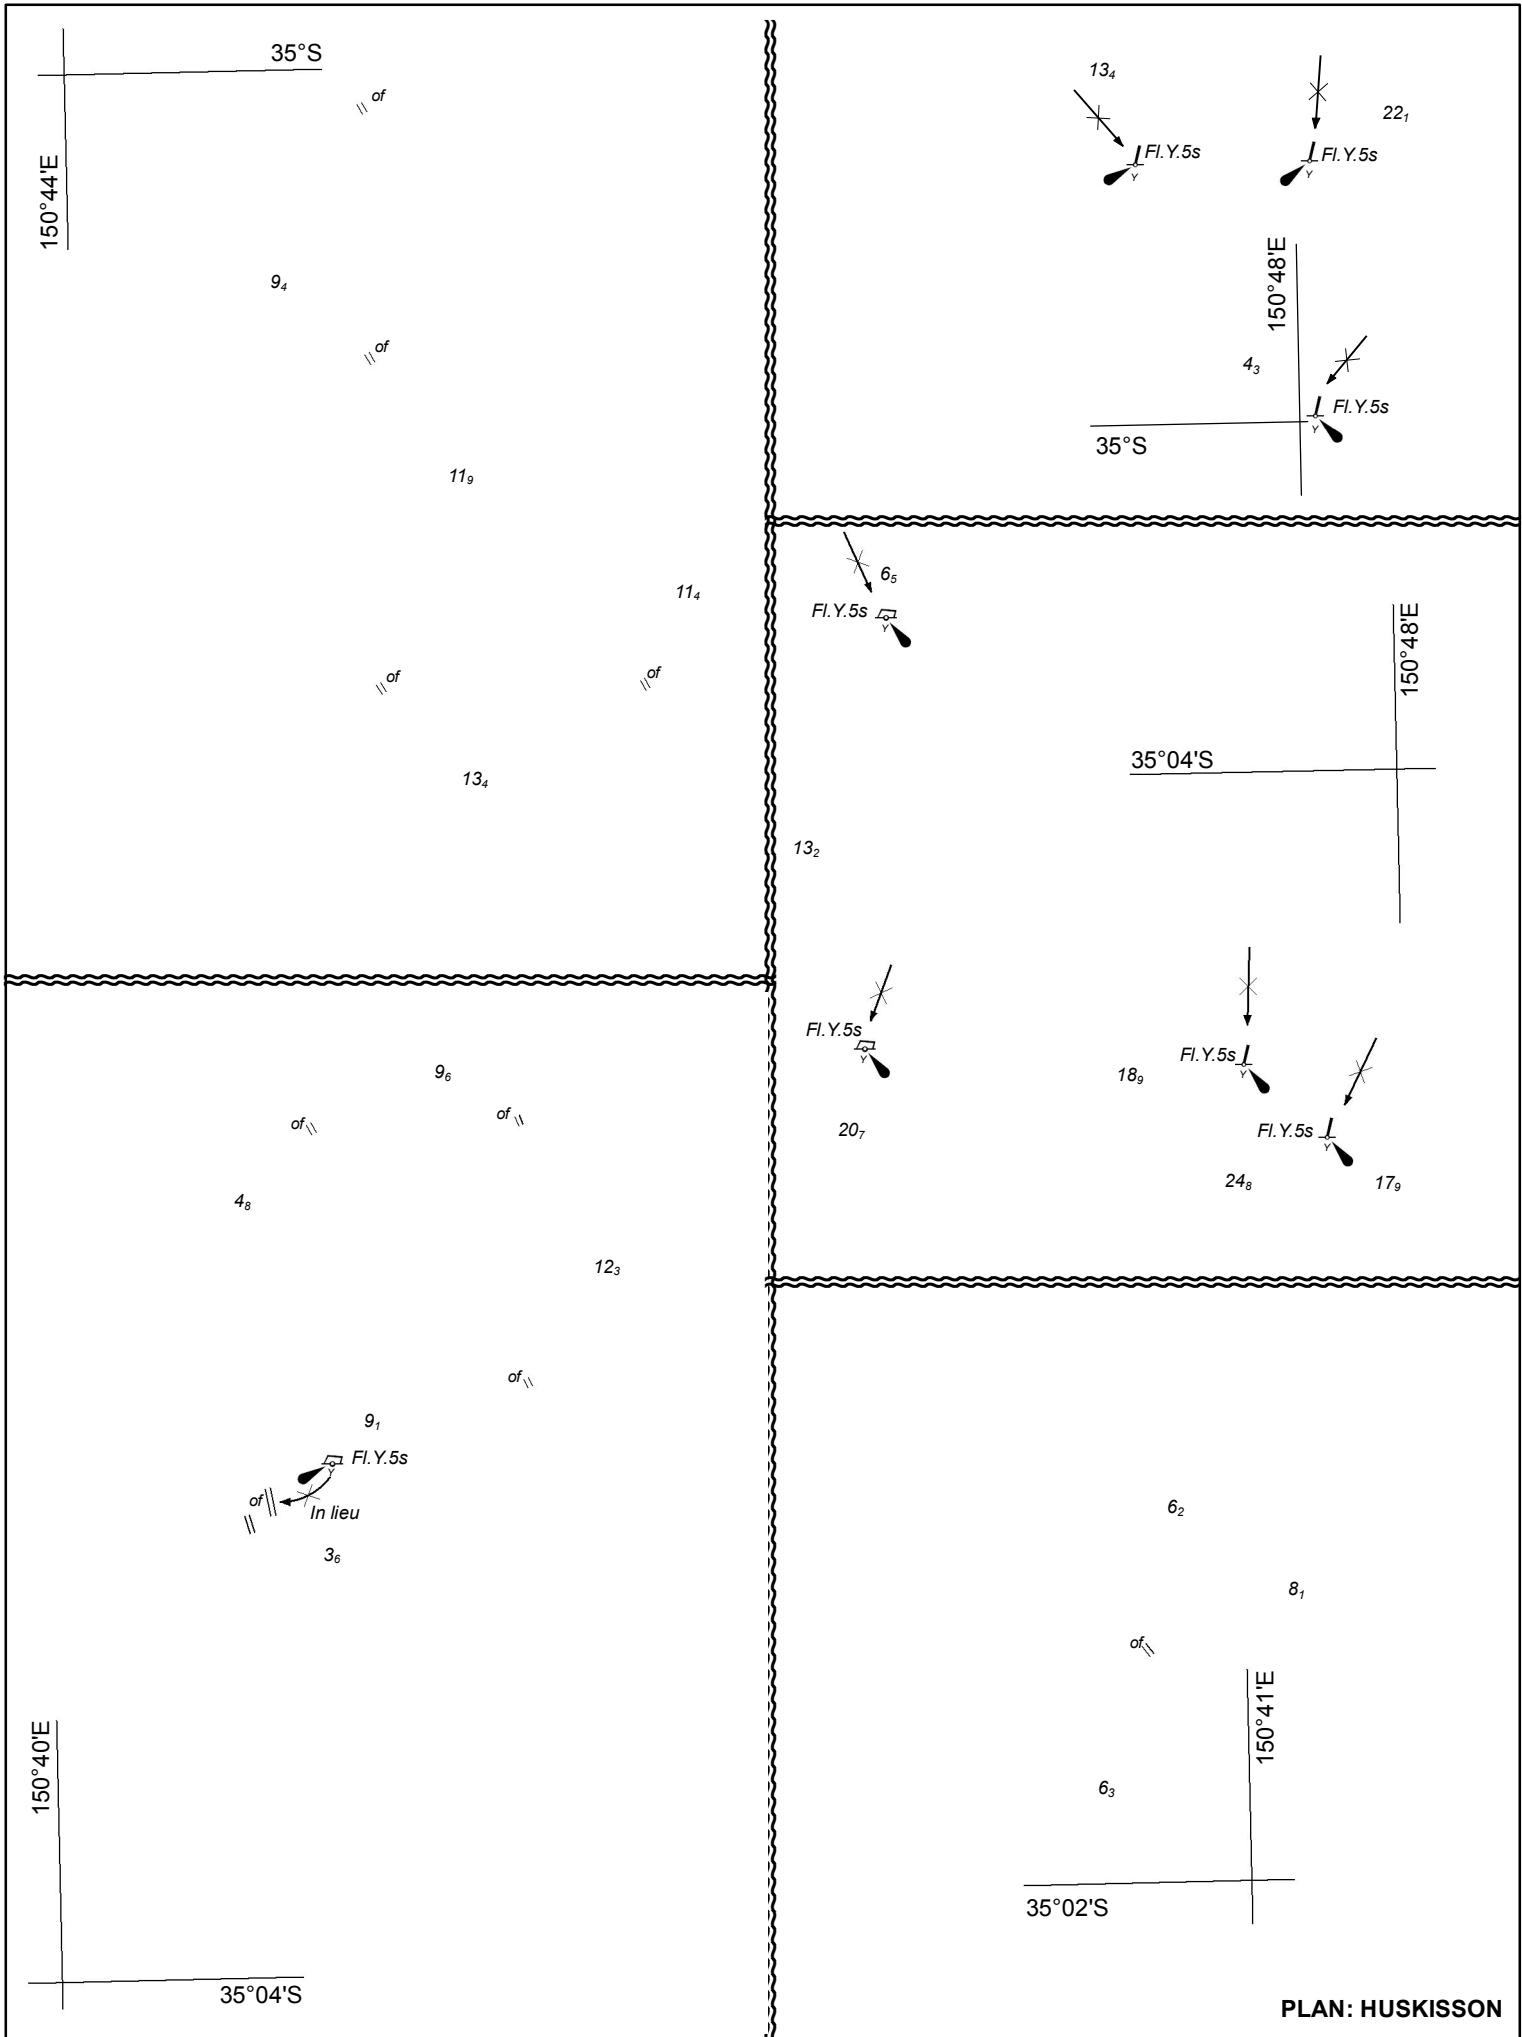 35°S
of
150°44'E
9₄
of
11₉
11₄
of
of
13₄
13₄
22₁
Fl.Y.5s
Y
Fl.Y.5s
Y
150°48'E
4₃
Fl.Y.5s
Y
35°S
6₅
Fl.Y.5s
Y
150°48'E
35°04'S
13₂
Fl.Y.5s
Y
Fl.Y.5s
Y
18₉
Fl.Y.5s
Y
20₇
24₈
17₉
9₆
of
of
4₈
12₃
of
9₁
Fl.Y.5s
Y
of
In lieu
3₆
150°40'E
35°04'S
6₂
8₁
of
150°41'E
6₃
35°02'S
PLAN: HUSKISSON